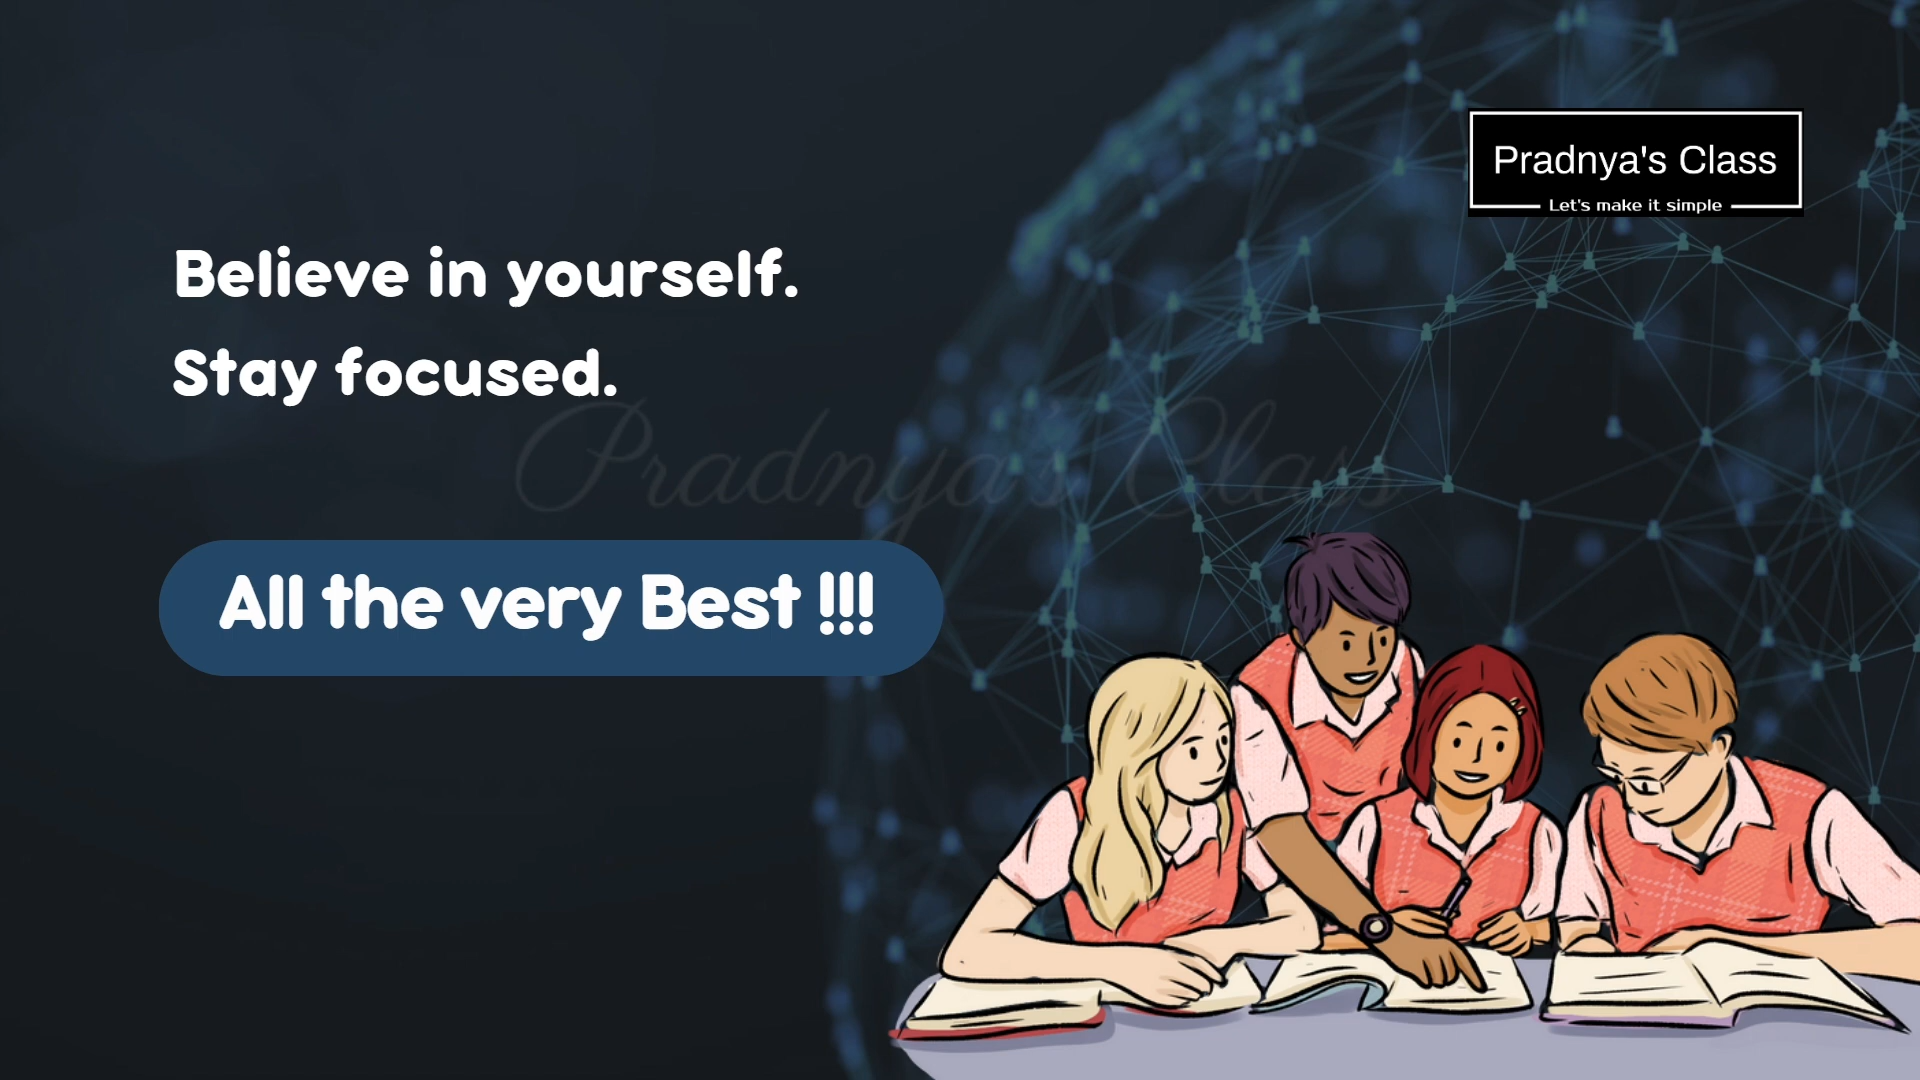 Pradnya's Class
Let's make it simple
Believe in yourself.
Stay focused.
Pradnya's Class
All the very Best !!!